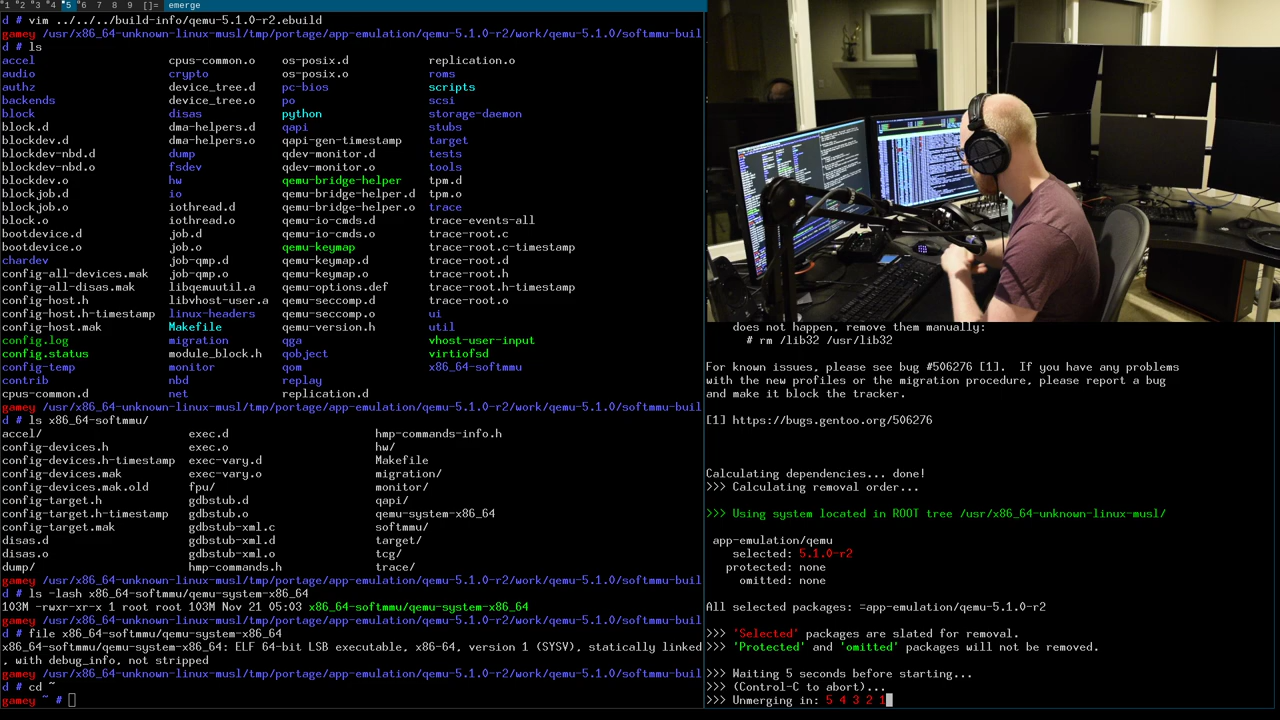 1 2 3 4 5 6 7 8 9 []= emerge
d # vim ../../../build-info/qemu-5.1.0-r2.ebuild
gamey /usr/x86_64-unknown-linux-musl/tmp/portage/app-emulation/qemu-5.1.0-r2/work/qemu-5.1.0/softmmu-buil
d # ls
accel cpus-common.o os-posix.d replication.o
audio crypto os-posix.o roms
authz device_tree.d pc-bios scripts
backends device_tree.o po scsi
block disas python storage-daemon
block.d dma-helpers.d qapi stubs
blockdev.d dma-helpers.o qapi-gen-timestamp target
blockdev-nbd.d dump qdev-monitor.d tests
blockdev-nbd.o fsdev qdev-monitor.o tools
blockdev.o hw qemu-bridge-helper tpm.d
blockjob.d io qemu-bridge-helper.d tpm.o
blockjob.o iothread.d qemu-bridge-helper.o trace
block.o iothread.o qemu-io-cmds.d trace-events-all
bootdevice.d job.d qemu-io-cmds.o trace-root.c
bootdevice.o job.o qemu-keymap trace-root.c-timestamp
chardev job-qmp.d qemu-keymap.d trace-root.d
config-all-devices.mak job-qmp.o qemu-keymap.o trace-root.h
config-all-disas.mak libqemuutil.a qemu-options.def trace-root.h-timestamp
config-host.h libvhost-user.a qemu-seccomp.d trace-root.o
config-host.h-timestamp linux-headers qemu-seccomp.o ui
config-host.mak Makefile qemu-version.h util
config.log migration qga vhost-user-input
config.status module_block.h qobject virtiofsd
config-temp monitor qom x86_64-softmmu
contrib nbd replay
cpus-common.d net replication.d
gamey /usr/x86_64-unknown-linux-musl/tmp/portage/app-emulation/qemu-5.1.0-r2/work/qemu-5.1.0/softmmu-buil
d # ls x86_64-softmmu/
accel/ exec.d hmp-commands-info.h
config-devices.h exec.o hw/
config-devices.h-timestamp exec-vary.d Makefile
config-devices.mak exec-vary.o migration/
config-devices.mak.old fpu/ monitor/
config-target.h gdbstub.d qapi/
config-target.h-timestamp gdbstub.o qemu-system-x86_64
config-target.mak gdbstub-xml.c softmmu/
disas.d gdbstub-xml.d target/
disas.o gdbstub-xml.o tcg/
dump/ hmp-commands.h trace/
gamey /usr/x86_64-unknown-linux-musl/tmp/portage/app-emulation/qemu-5.1.0-r2/work/qemu-5.1.0/softmmu-buil
d # ls -lash x86_64-softmmu/qemu-system-x86_64
103M -rwxr-xr-x 1 root root 103M Nov 21 05:03 x86_64-softmmu/qemu-system-x86_64
gamey /usr/x86_64-unknown-linux-musl/tmp/portage/app-emulation/qemu-5.1.0-r2/work/qemu-5.1.0/softmmu-buil
d # file x86_64-softmmu/qemu-system-x86_64
x86_64-softmmu/qemu-system-x86_64: ELF 64-bit LSB executable, x86-64, version 1 (SYSV), statically linked
, with debug_info, not stripped
gamey /usr/x86_64-unknown-linux-musl/tmp/portage/app-emulation/qemu-5.1.0-r2/work/qemu-5.1.0/softmmu-buil
d # cd ~
gamey ~ #
does not happen, remove them manually:
# rm /lib32 /usr/lib32
For known issues, please see bug #506276 [1]. If you have any problems
with the new profiles or the migration procedure, please report a bug
and make it block the tracker.
[1] https://bugs.gentoo.org/506276
Calculating dependencies... done!
>>> Calculating removal order...
>>> Using system located in ROOT tree /usr/x86_64-unknown-linux-musl/
app-emulation/qemu
selected: 5.1.0-r2
protected: none
omitted: none
All selected packages: =app-emulation/qemu-5.1.0-r2
>>> 'Selected' packages are slated for removal.
>>> 'Protected' and 'omitted' packages will not be removed.
>>> Waiting 5 seconds before starting...
>>> (Control-C to abort)...
>>> Unmerging in: 5 4 3 2 1